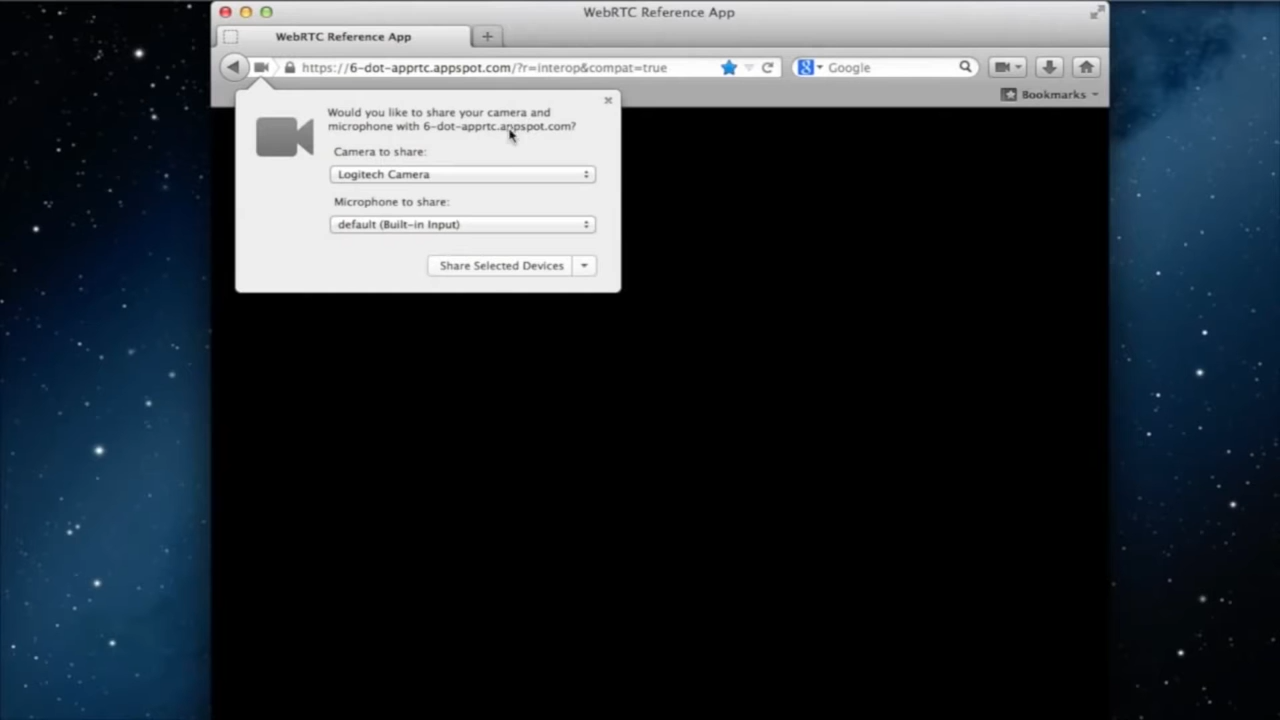 WebRTC Reference App
WebRTC Reference App
https://6-dot-apprtc.appspot.com/?r=interop&compat=true
Google
Bookmarks
Would you like to share your camera and
microphone with 6-dot-apprtc.appspot.com?
Camera to share:
Logitech Camera
Microphone to share:
default (Built-in Input)
Share Selected Devices